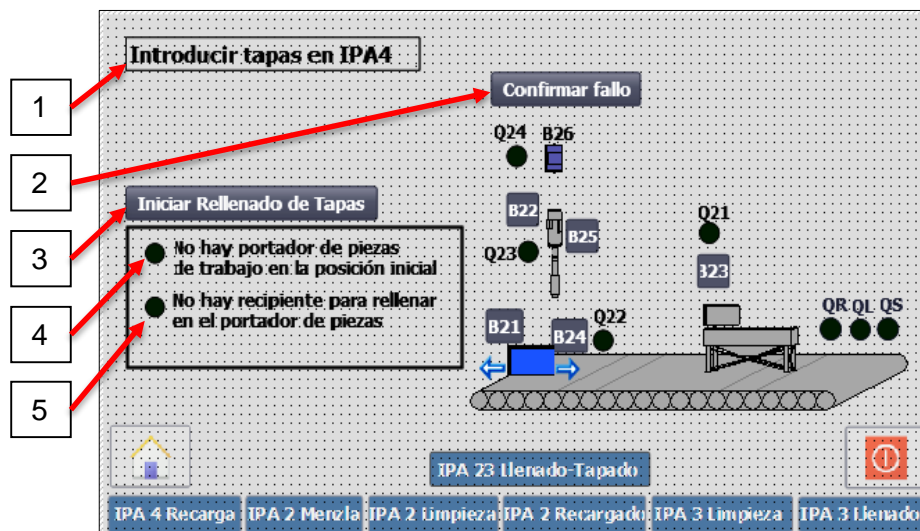 Introducir tapas en IPA4
1
Confirmar fallo
2
Q24 B26
Iniciar Rellenado de Tapas
B22
Q21
3
No hay portador de piezas
de trabajo en la posición inicial
Q23
B25
B23
4
No hay recipiente para rellenar
en el portador de piezas
B21
B24
Q22
QR QL QS
5
IPA 23 Llenado-Tapado
IPA 4 Recarga
IPA 2 Menzla
IPA 2 Limpieza
IPA 2 Recargado
IPA 3 Limpieza
IPA 3 Llenado